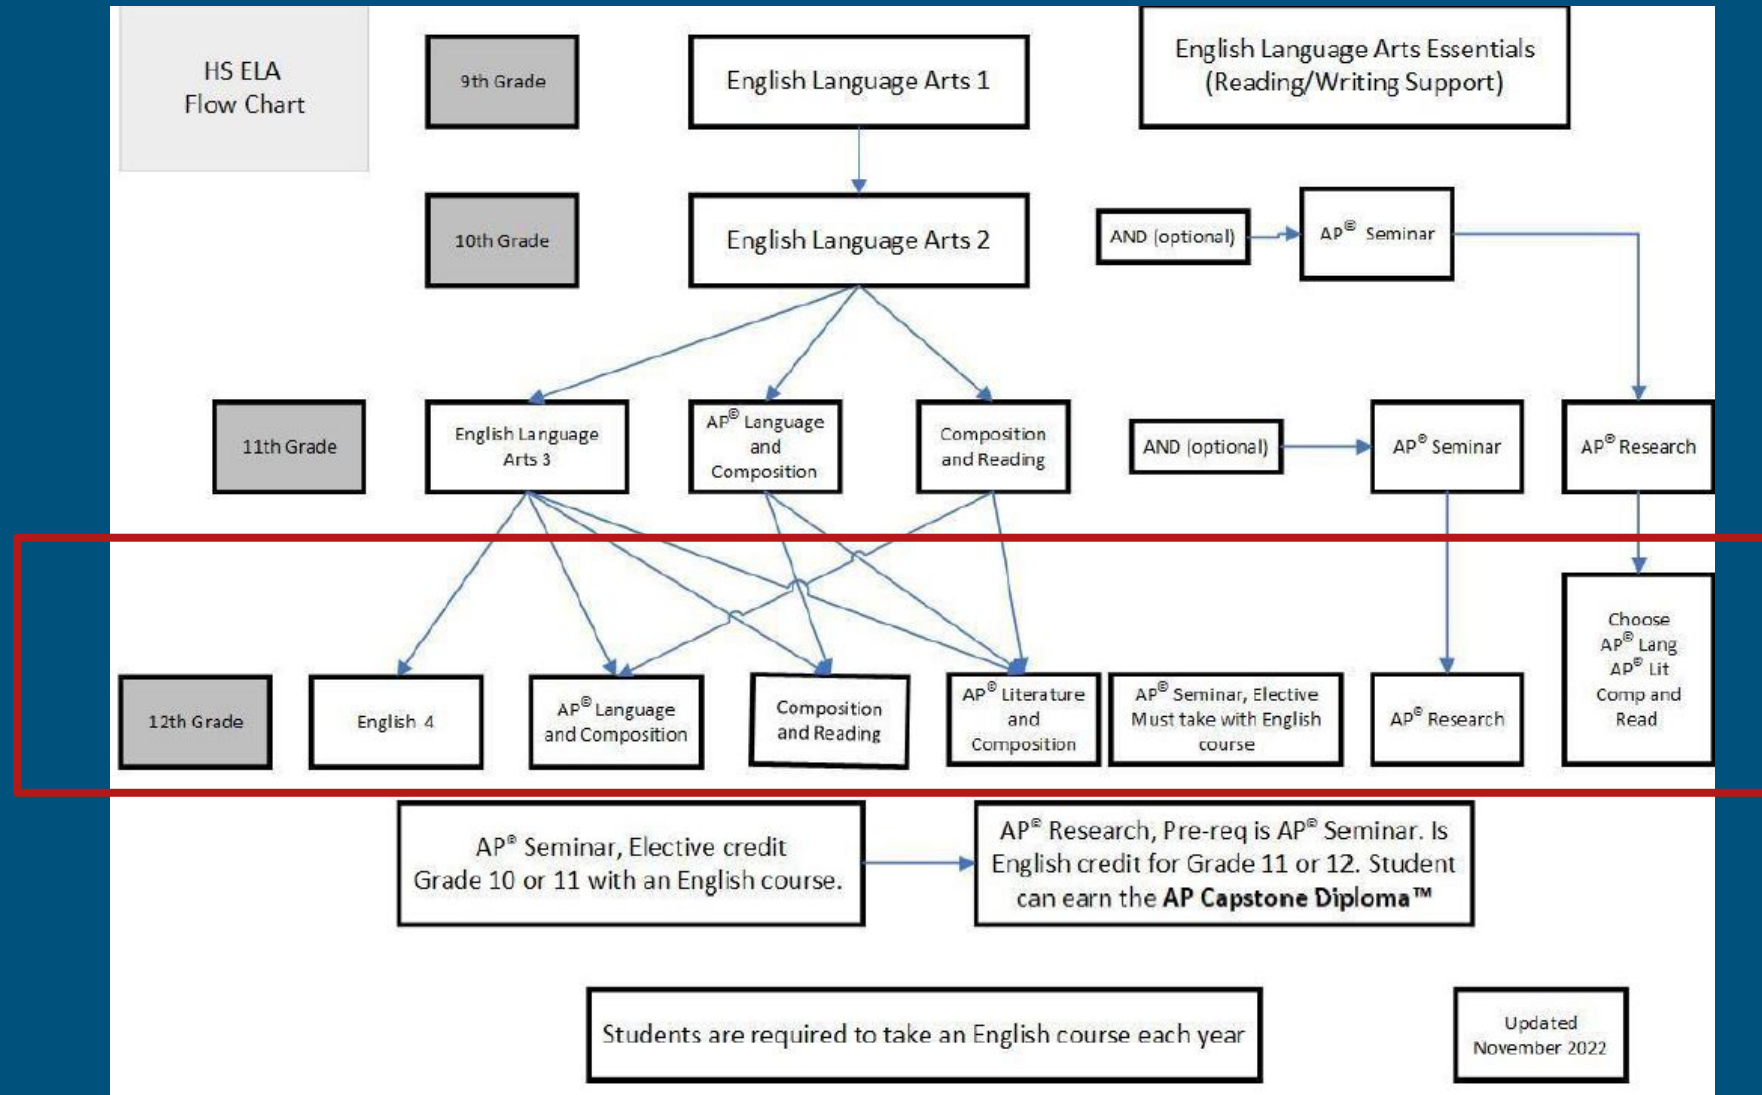 HS ELA
Flow Chart
9th Grade
English Language Arts 1
English Language Arts Essentials
(Reading/Writing Support)
10th Grade
English Language Arts 2
AND (optional)
AP® Seminar
11th Grade
English Language
Arts 3
AP® Language
and
Composition
Composition
and Reading
AND (optional)
AP® Seminar
AP® Research
12th Grade
English 4
AP® Language
and Composition
Composition
and Reading
AP® Literature
and
Composition
AP® Seminar, Elective
Must take with English
course
AP® Research
Choose
AP® Lang
AP® Lit
Comp and
Read
AP® Seminar, Elective credit
Grade 10 or 11 with an English course.
AP® Research, Pre-req is AP® Seminar. Is
English credit for Grade 11 or 12. Student
can earn the AP Capstone Diploma™
Students are required to take an English course each year
Updated
November 2022